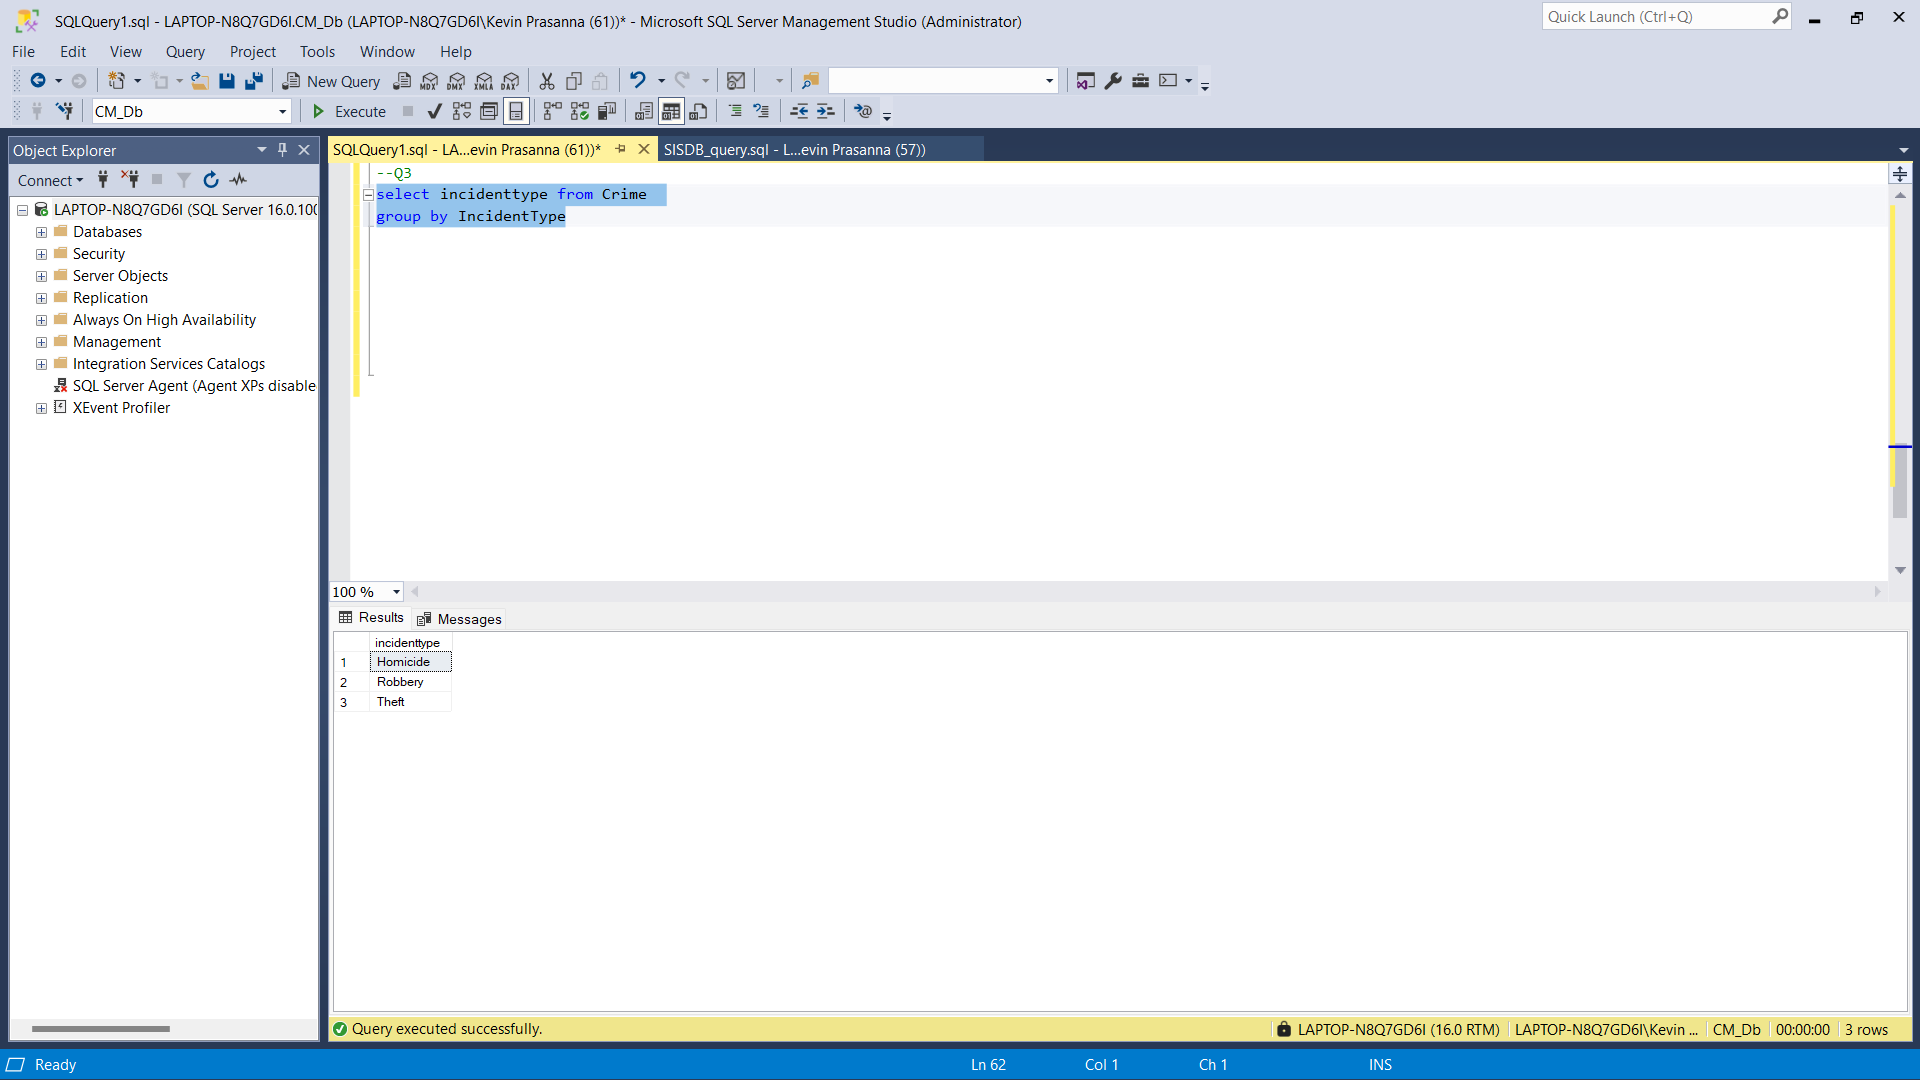 SQLQuery1.sql - LAPTOP-N8Q7GD6I.CM_Db (LAPTOP-N8Q7GD6I\Kevin Prasanna (61))* - Microsoft SQL Server Management Studio (Administrator)
Quick Launch (Ctrl+Q)
File Edit View Query Project Tools Window Help
New Query MDX DMX XMLA DAX
CM_Db Execute
Object Explorer
SQLQuery1.sql - LA...evin Prasanna (61))* SISDB_query.sql - L...evin Prasanna (57))
Connect
LAPTOP-N8Q7GD6I (SQL Server 16.0.100
Databases
Security
Server Objects
Replication
Always On High Availability
Management
Integration Services Catalogs
SQL Server Agent (Agent XPs disable
XEvent Profiler
--Q3
select incidenttype from Crime
group by IncidentType
100 %
Results Messages
incidenttype
1 Homicide
2 Robbery
3 Theft
Query executed successfully. LAPTOP-N8Q7GD6I (16.0 RTM) LAPTOP-N8Q7GD6I\Kevin ... CM_Db 00:00:00 3 rows
Ready Ln 62 Col 1 Ch 1 INS